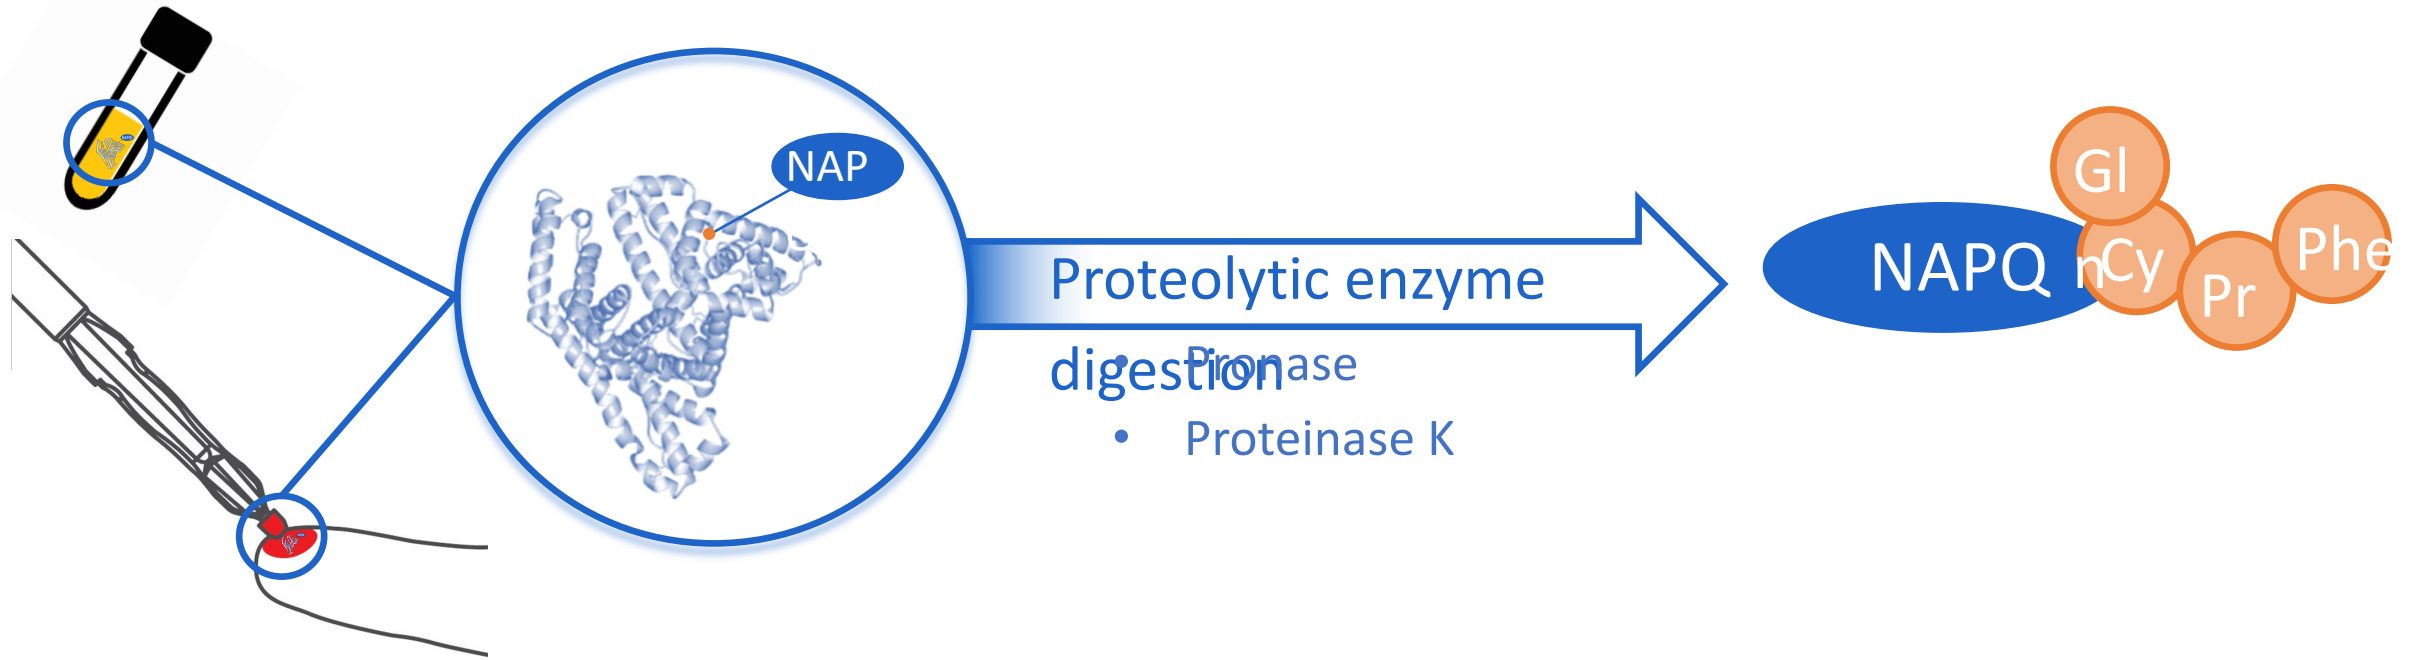 NAP
Proteolytic enzyme
digestion
• Pronase
• Proteinase K
NAPQ
n
Gl
Cy
Pr
Phe